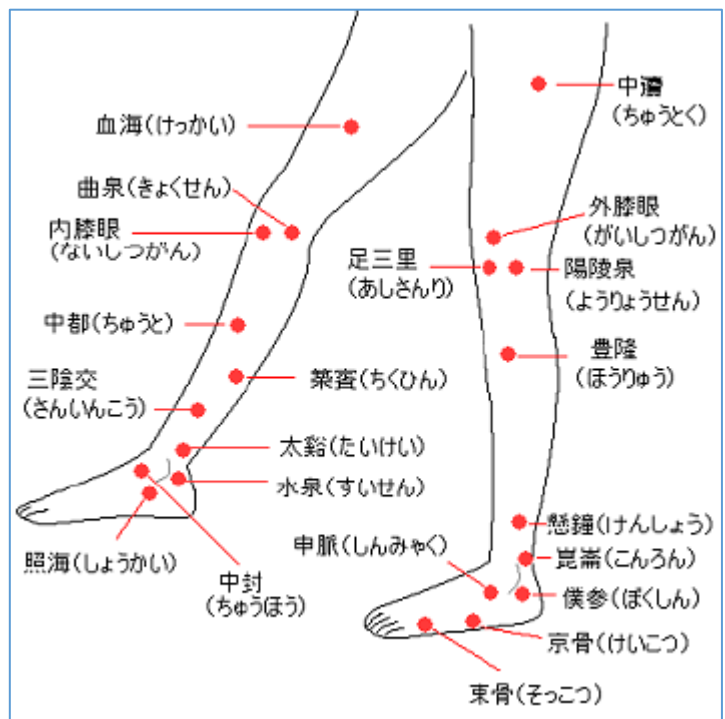 血海(けっかい)
曲泉(きょくせん)
内膝眼
(ないしつがん)
中都(ちゅうと)
築賓(ちくひん)
三陰交
(さんいんこう)
太谿(たいけい)
水泉(すいせん)
照海(しょうかい)
中封
(ちゅうほう)
中瀆
(ちゅうとく)
外膝眼
(がいしつがん)
足三里
(あしさんり)
陽陵泉
(ようりょうせん)
豊隆
(ほうりゅう)
懸鐘(けんしょう)
申脈(しんみゃく)
崑崙(こんろん)
僕参(ぼくしん)
京骨(けいこつ)
束骨(そっこつ)